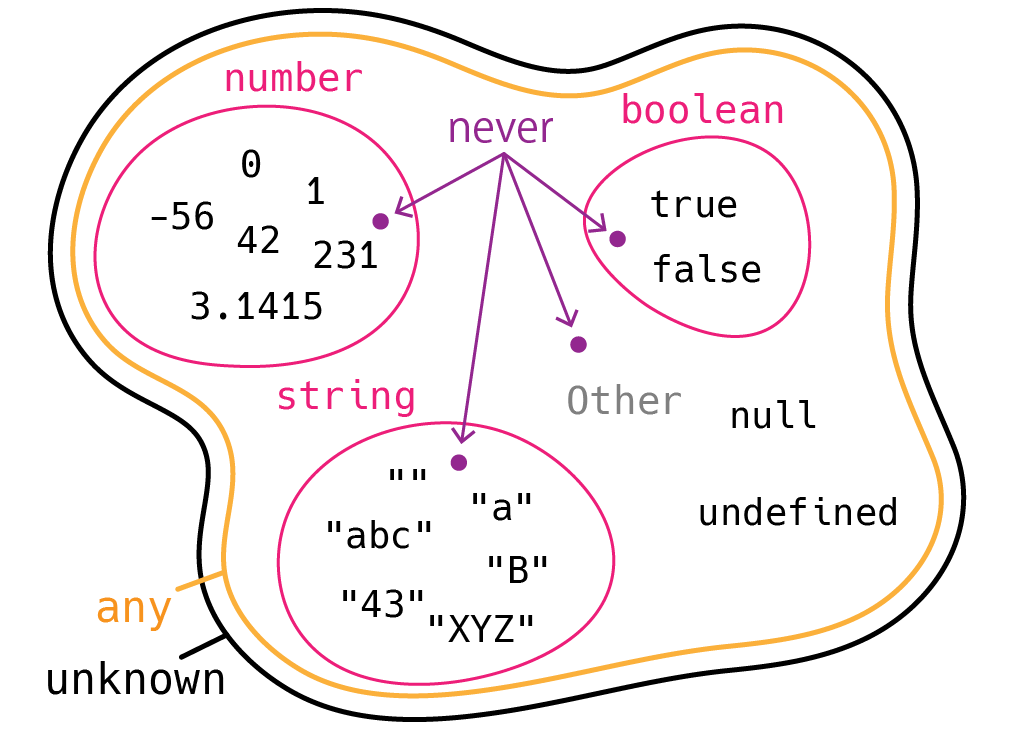 number
never
boolean
0
1
-56
42
231
3.1415
true
false
string
Other
null
""
"a"
"abc"
undefined
"B"
"43"
"XYZ"
any
unknown